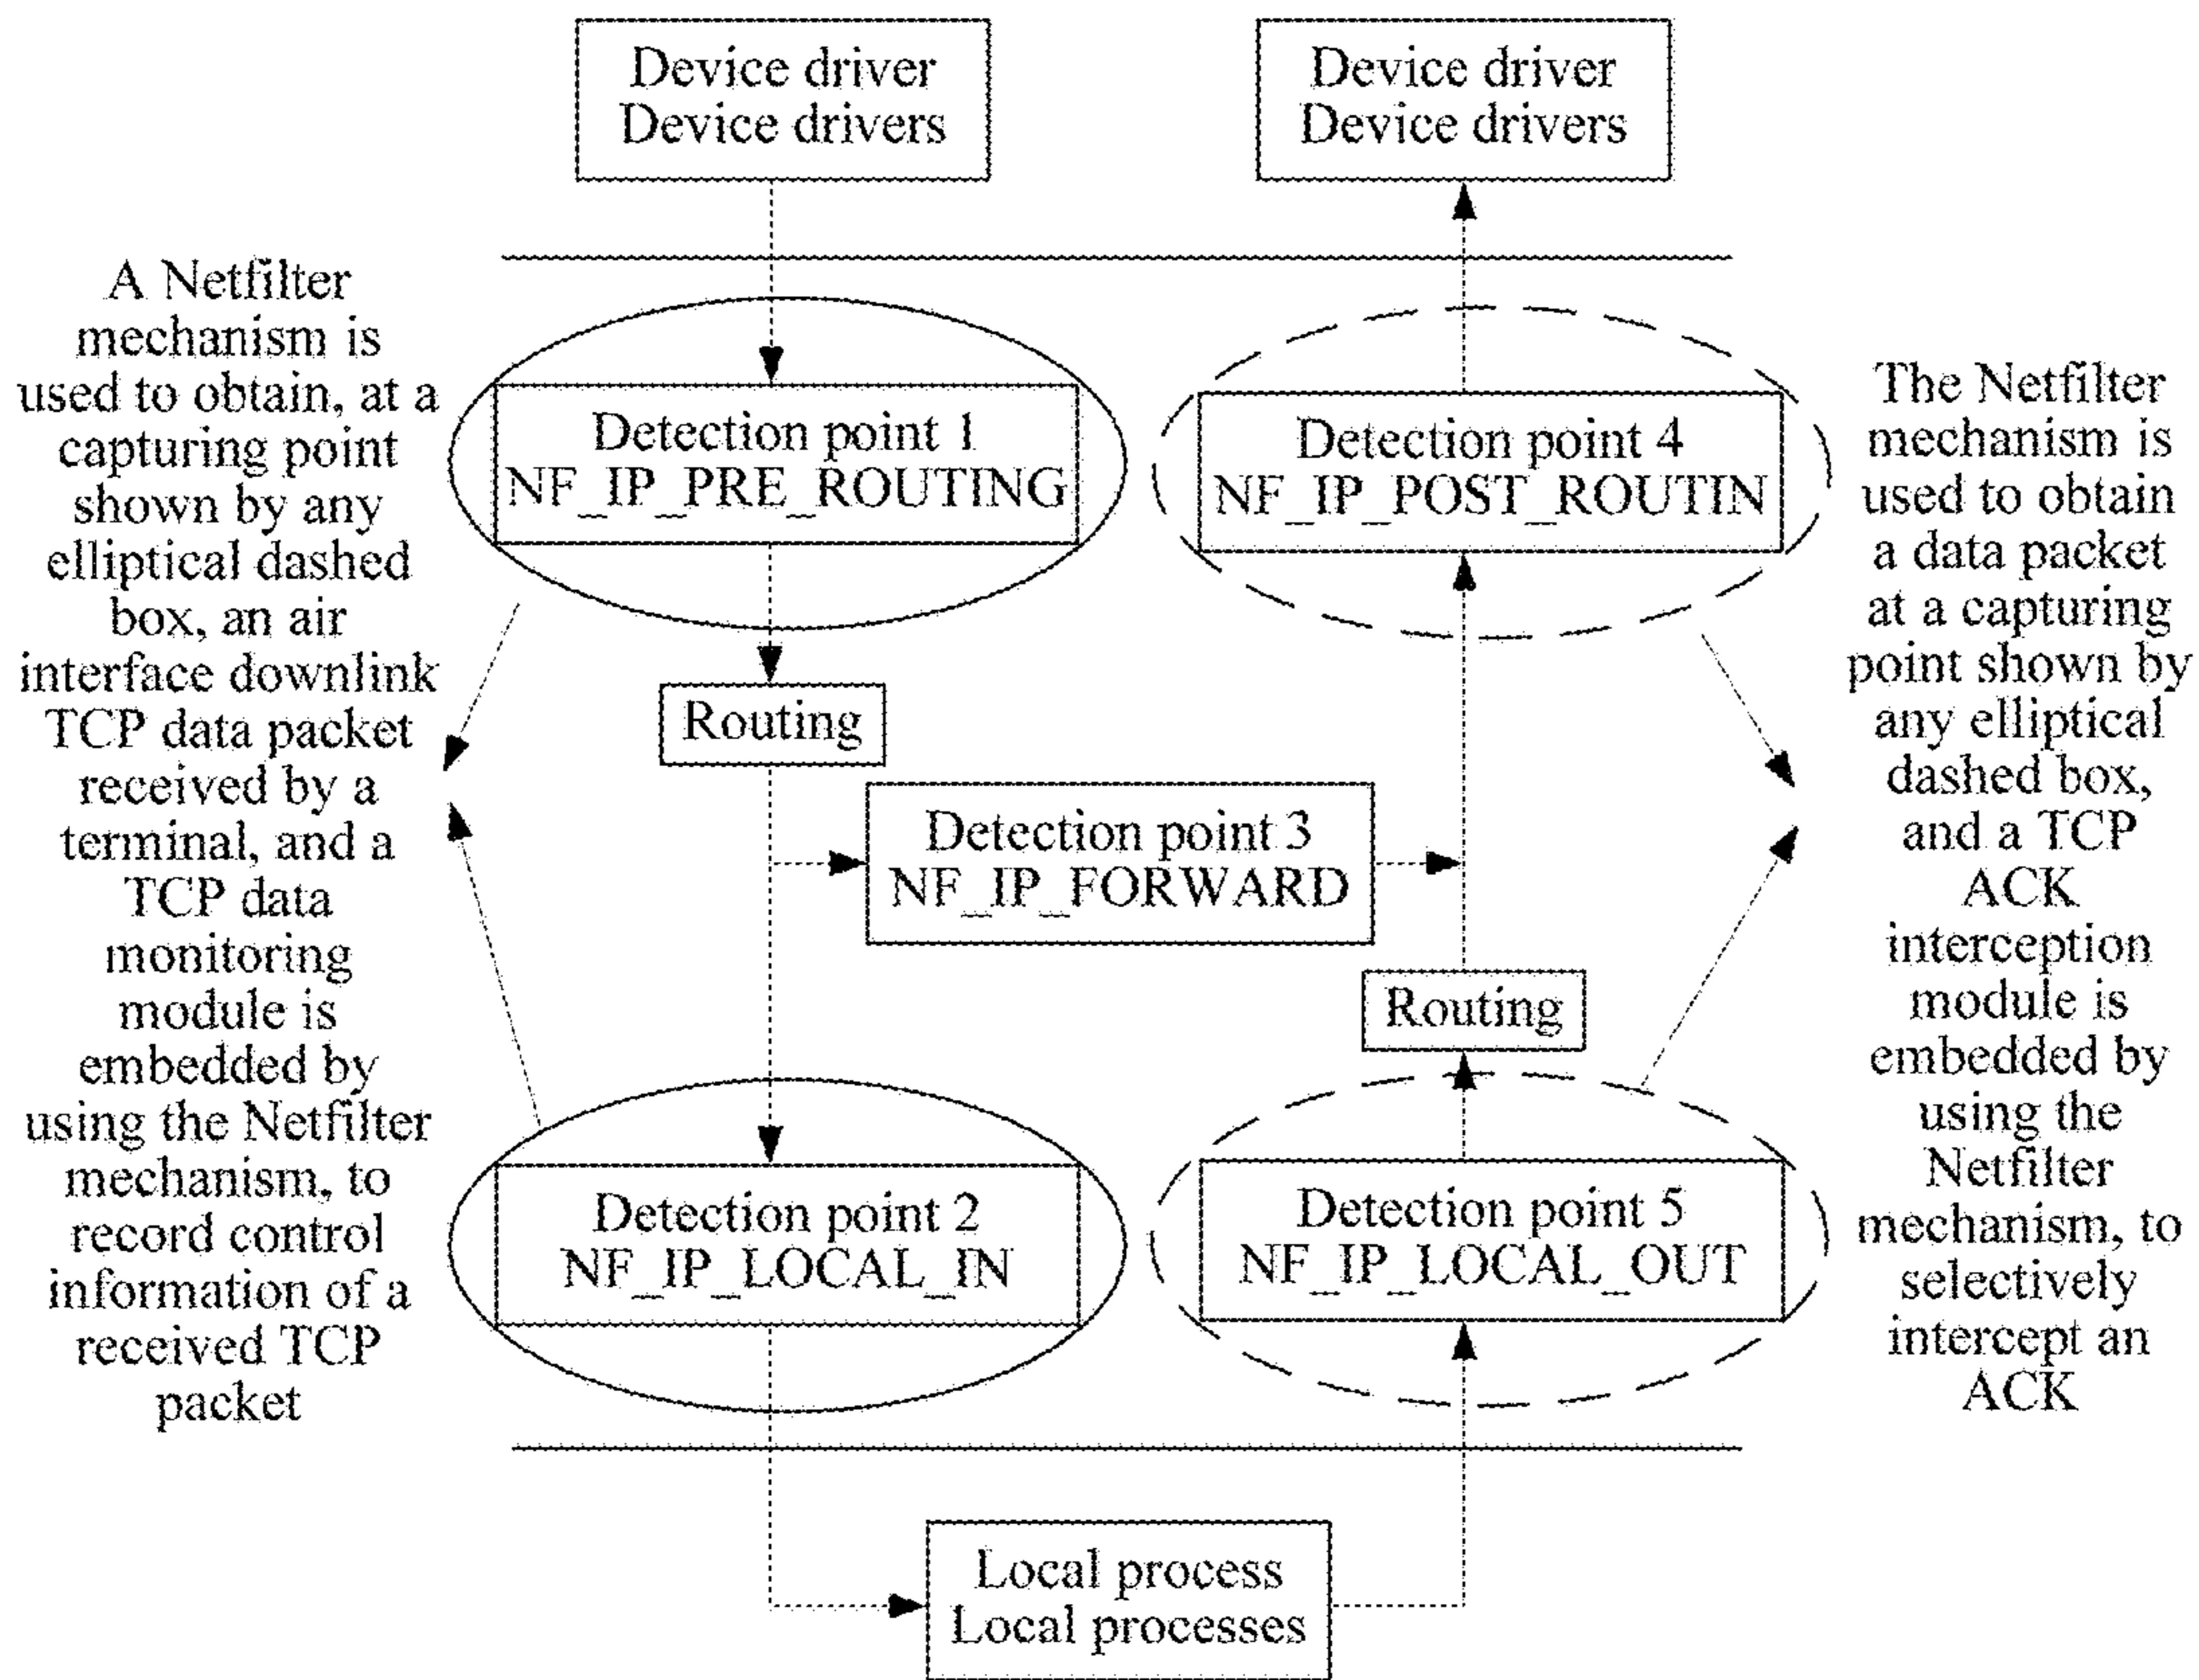 Device driver
Device drivers
Device driver
Device drivers
A Netfilter
mechanism is
used to obtain, at a
capturing point
shown by any
elliptical dashed
box, an air
interface downlink
TCP data packet
received by a
terminal, and a
TCP data
monitoring
module is
embedded by
using the Netfilter
mechanism, to
record control
information of a
received TCP
packet
Detection point 1
NF_IP_PRE_ROUTING
Routing
Detection point 3
NF_IP_FORWARD
Detection point 2
NF_IP_LOCAL_IN
Detection point 4
NF_IP_POST_ROUTIN
Routing
Detection point 5
NF_IP_LOCAL_OUT
The Netfilter
mechanism is
used to obtain
a data packet
at a capturing
point shown by
any elliptical
dashed box,
and a TCP
ACK
interception
module is
embedded by
using the
Netfilter
mechanism, to
selectively
intercept an
ACK
Local process
Local processes